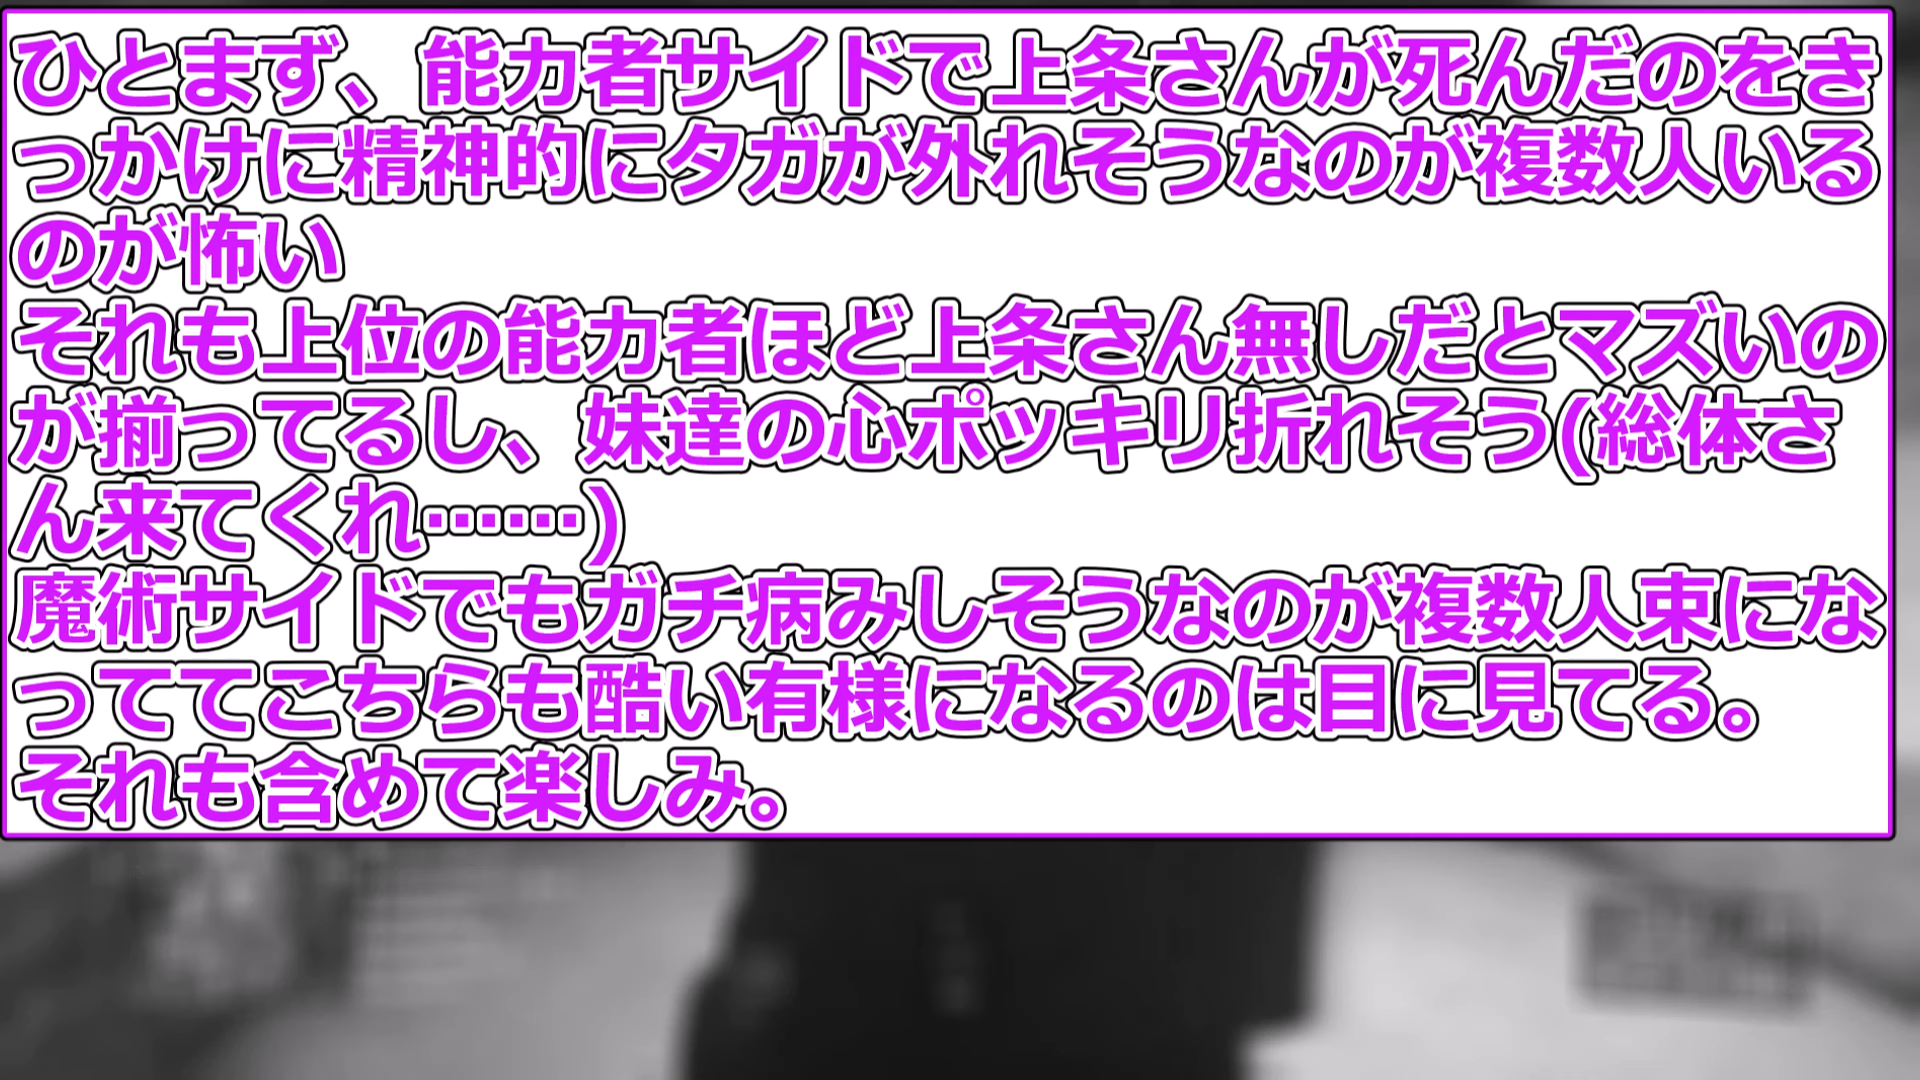 ひとまず、能力者サイドで上条さんが死んだのをき
っかけに精神的にタガが外れそうなのが複数人いる
のが怖い
それも上位の能力者ほど上条さん無しだとマズいの
が揃ってるし、妹達の心ポッキリ折れそう(総体さ
ん来てくれ……)
魔術サイドでもガチ病みしそうなのが複数人束にな
っててこちらも酷い有様になるのは目に見てる。
それも含めて楽しみ。